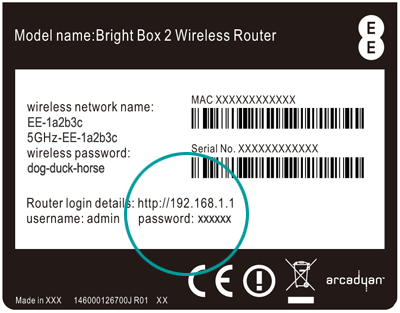 Model name:Bright Box 2 Wireless Router
EE
wireless network name:
EE-1a2b3c
5GHz-EE-1a2b3c
wireless password:
dog-duck-horse
MAC XXXXXXXXXXXX
Serial No. XXXXXXXXXXXX
Router login details: http://192.168.1.1
username: admin password: xxxxxx
CE
arcadyan
Made in XXX 146000126700J R01 XX